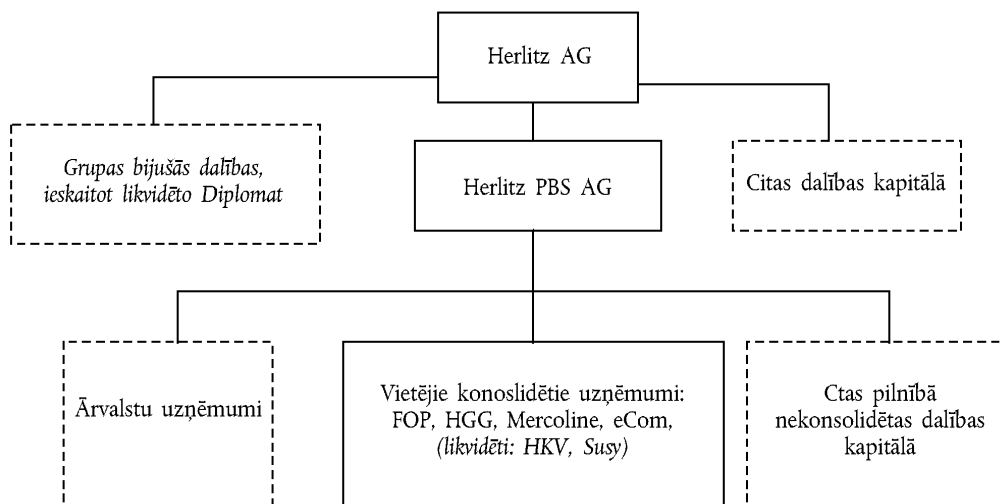 Herlitz AG
Grupas bijušās dalības,
ieskaitot likvidēto Diplomat
Herlitz PBS AG
Citas dalības kapitālā
Ārvalstu uzņēmumi
Vietējie konoslidētie uzņēmumi:
FOP, HGG, Mercoline, eCom,
(likvidēti: HKV, Susy)
Ctas pilnībā
nekonsolidētas dalības
kapitālā